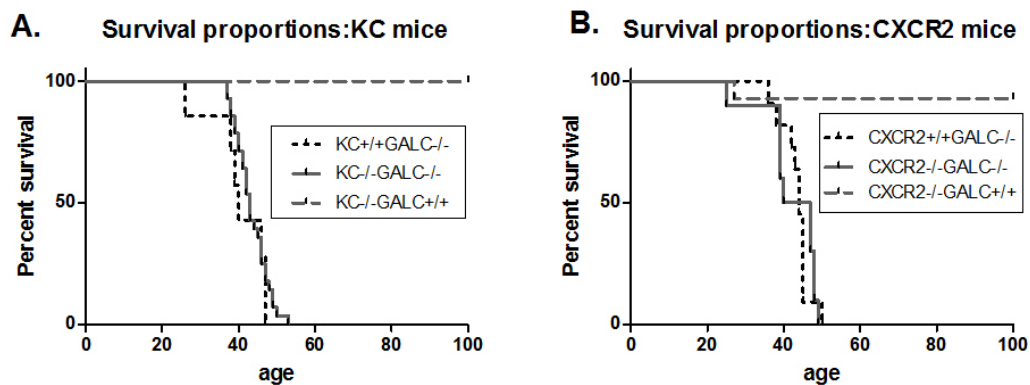 A.
Survival proportions:KC mice
Percent survival
100
50
0
KC+/+GALC-/-
KC-/-GALC-/-
KC-/-GALC+/+
0 20 40 60 80 100
age
B.
Survival proportions:CXCR2 mice
Percent survival
100
50
0
CXCR2+/+GALC-/-
CXCR2-/-GALC-/-
CXCR2-/-GALC+/+
0 20 40 60 80 100
age